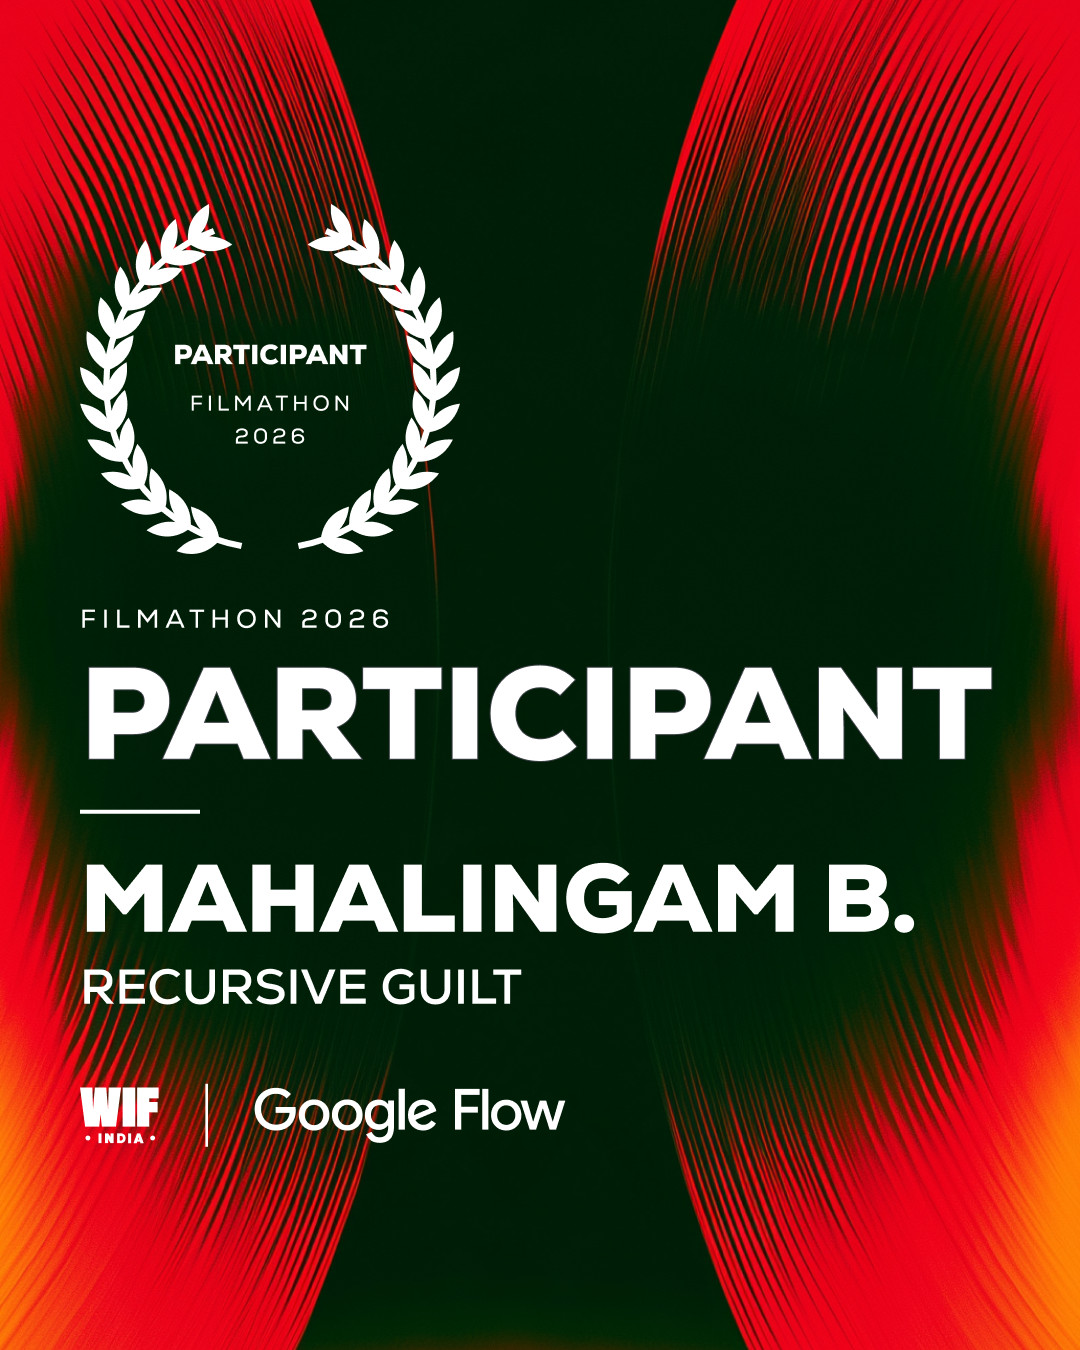 PARTICIPANT
FILMATHON
2026
FILMATHON 2026
PARTICIPANT
MAHALINGAM B.
RECURSIVE GUILT
WIF
• INDIA •
Google Flow